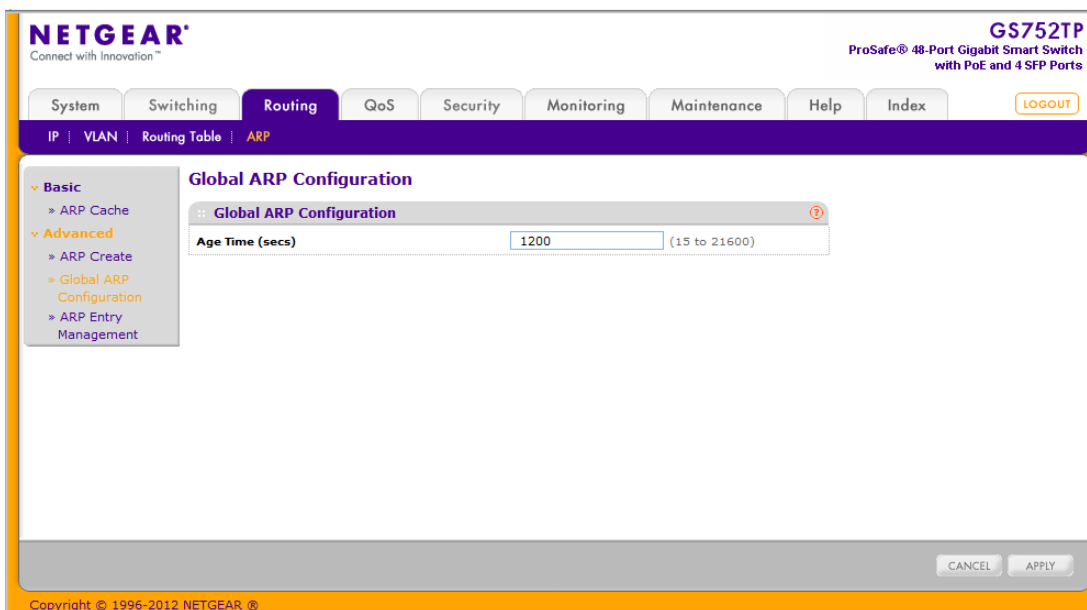 NETGEAR®
Connect with Innovation™
GS752TP
ProSafe® 48-Port Gigabit Smart Switch
with PoE and 4 SFP Ports
System Switching Routing QoS Security Monitoring Maintenance Help Index LOGOUT
IP VLAN Routing Table ARP
Basic
» ARP Cache
Advanced
» ARP Create
» Global ARP
Configuration
» ARP Entry
Management
Global ARP Configuration
Global ARP Configuration ?
Age Time (secs) 1200 (15 to 21600)
CANCEL APPLY
Copyright © 1996-2012 NETGEAR ®